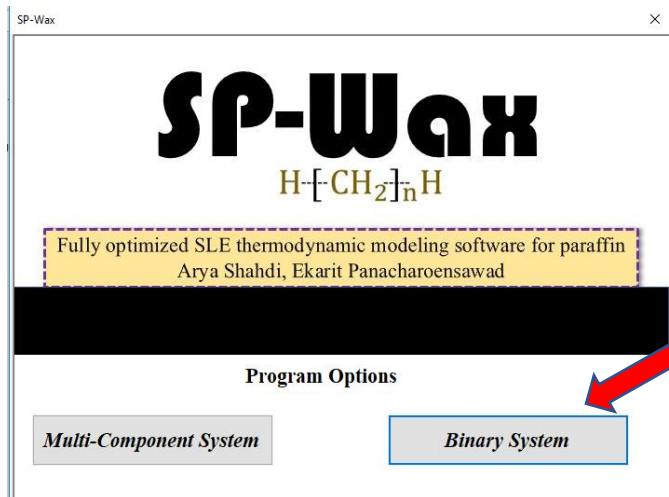 SP-Wax
SP-Wax
H-[-CH2-]-nH
Fully optimized SLE thermodynamic modeling software for paraffin
Arya Shahdi, Ekarit Panacharoensawad
Program Options
Multi-Component System
Binary System